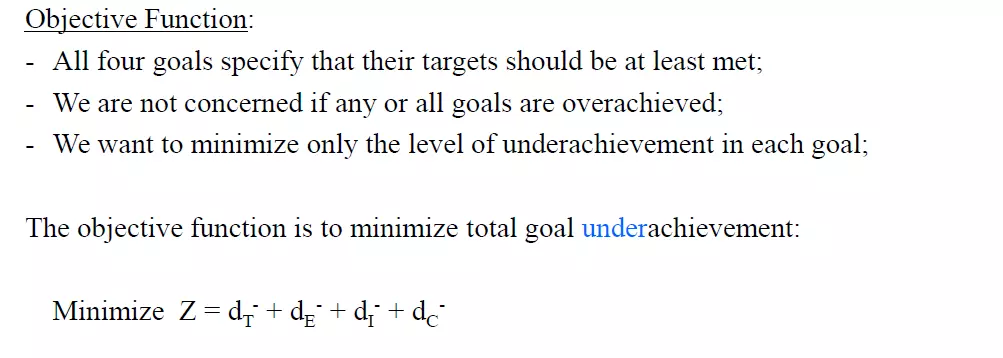 Objective Function:
- All four goals specify that their targets should be at least met;
- We are not concerned if any or all goals are overachieved;
- We want to minimize only the level of underachievement in each goal;
The objective function is to minimize total goal underachievement:
Minimize Z = d_T^- + d_E^- + d_I^- + d_C^-